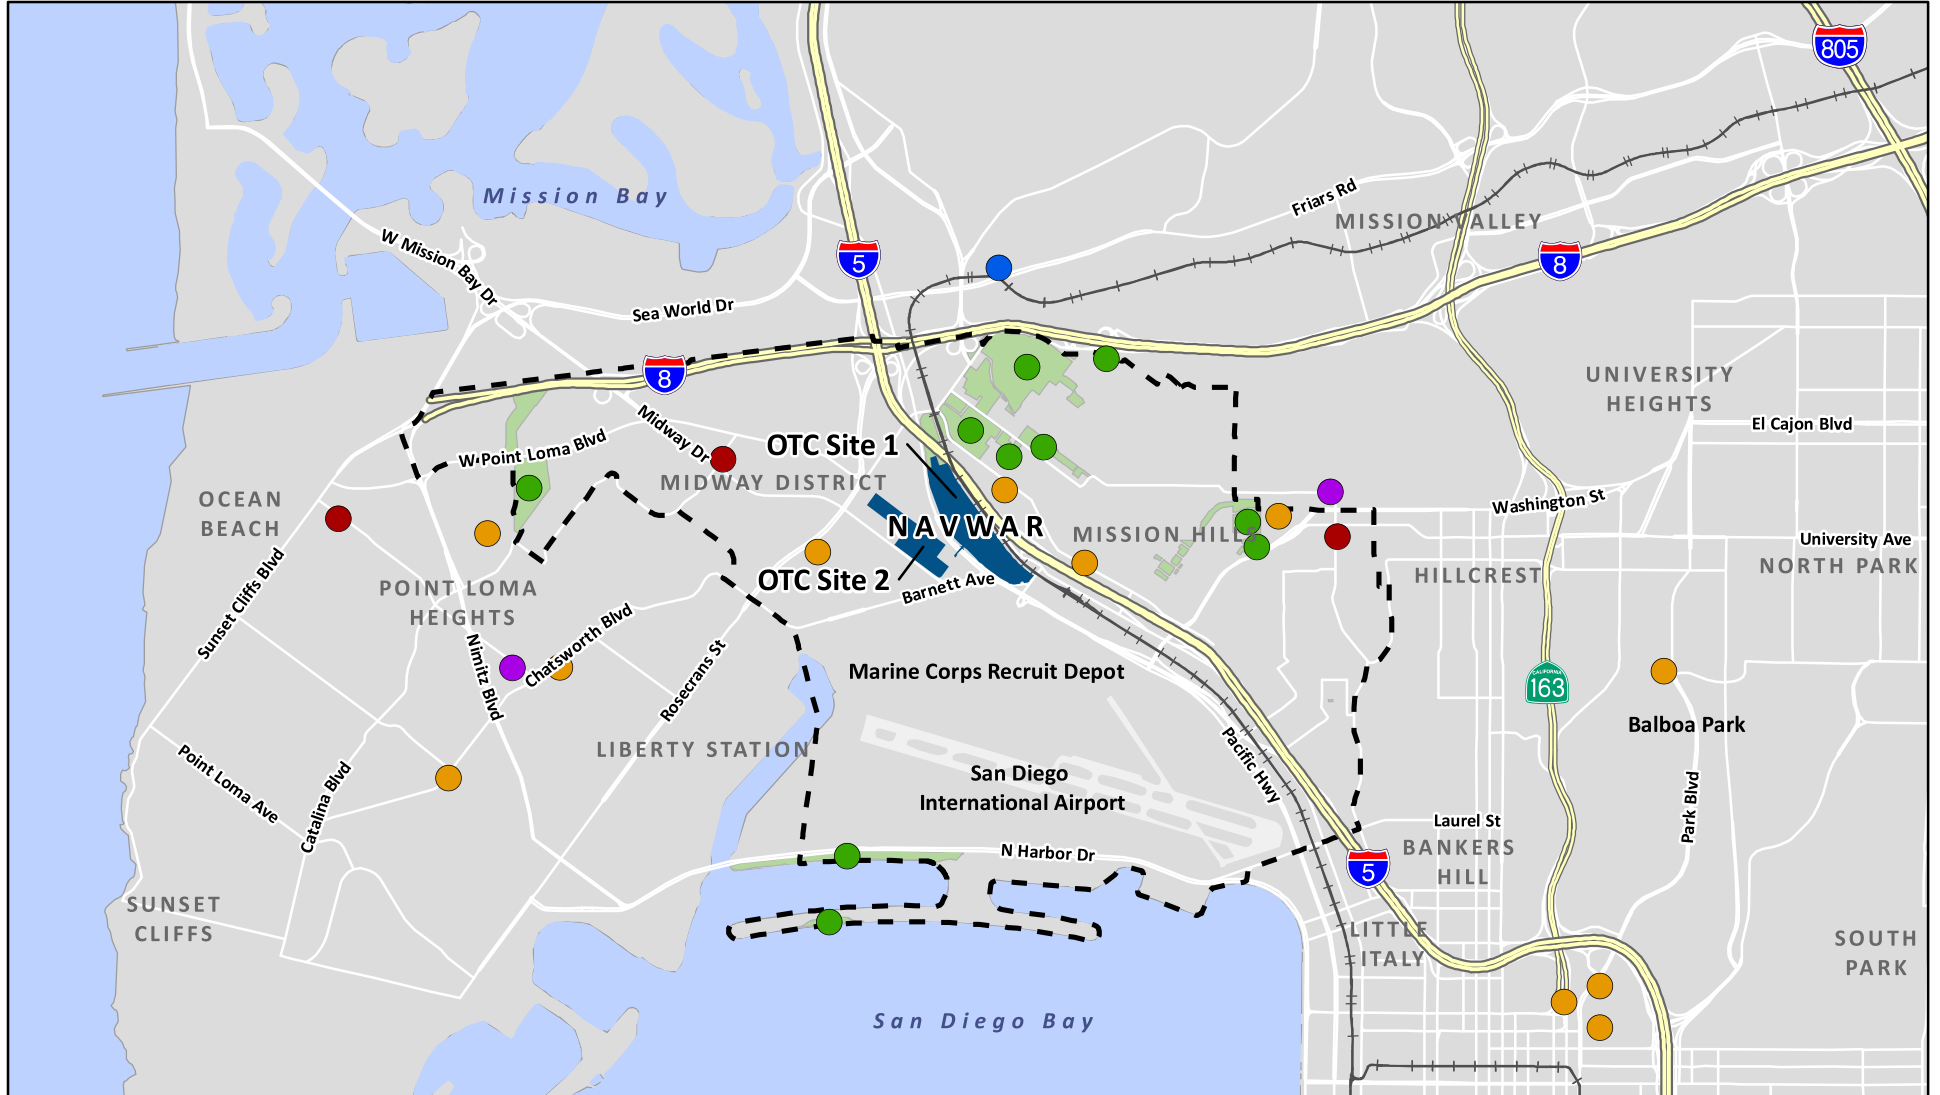 805
Mission Bay
Friars Rd
MISSION VALLEY
W Mission Bay Dr
5
8
Sea World Dr
8
UNIVERSITY
HEIGHTS
El Cajon Blvd
Midway Dr
W Point Loma Blvd
OTC Site 1
MIDWAY DISTRICT
OCEAN
BEACH
Washington St
NAVWAR
MISSION HILLS
University Ave
NORTH PARK
HILLCREST
OTC Site 2
Barnett Ave
POINT LOMA
HEIGHTS
Sunset Cliffs Blvd
Chatsworth Blvd
Nimitz Blvd
Rosecrans St
Marine Corps Recruit Depot
CALIFORNIA
163
Balboa Park
LIBERTY STATION
Pacific Hwy
San Diego
International Airport
Point Loma Ave
Catalina Blvd
Park Blvd
Laurel St
BANKERS
HILL
N Harbor Dr
5
SUNSET
CLIFFS
LITTLE
ITALY
SOUTH
PARK
San Diego Bay